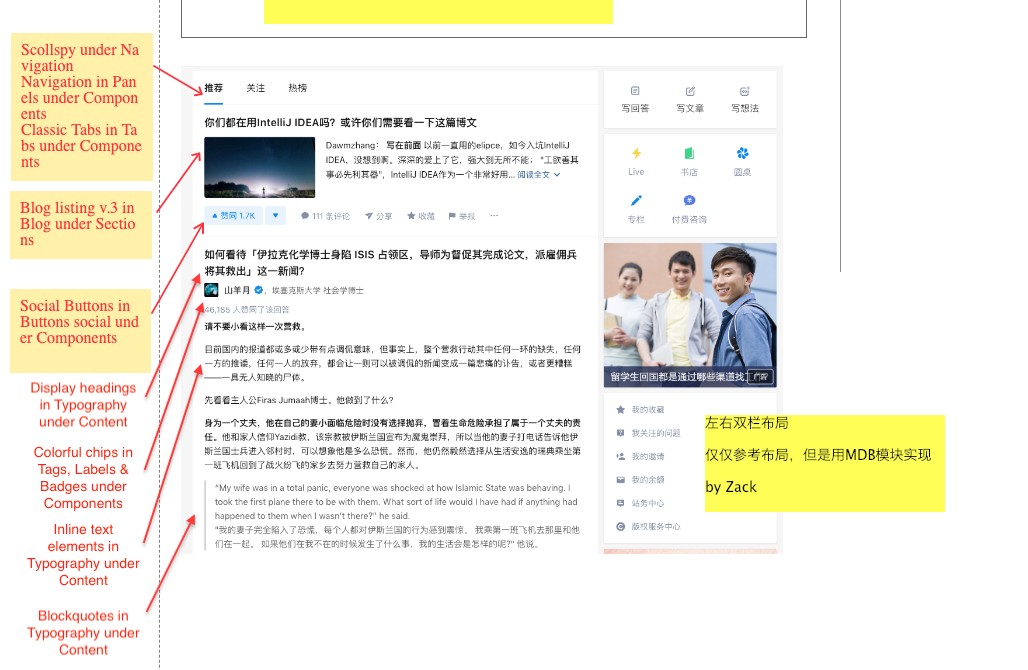 Scollspy under Na
vigation
Navigation in Pan
els under Compon
ents
Classic Tabs in Ta
bs under Compone
nts
Blog listing v.3 in
Blog under Sectio
ns
Social Buttons in
Buttons social und
er Components
Display headings
in Typography
under Content
Colorful chips in
Tags, Labels &
Badges under
Components
Inline text
elements in
Typography under
Content
Blockquotes in
Typography under
Content
推荐 关注 热榜
你们都在用IntelliJ IDEA吗？或许你们需要看一下这篇博文
Dawmzhang： 写在前面 以前一直用的elipce，如今入坑IntelliJ
IDEA，没想到啊，深深的爱上了它，强大到无所不能； “工欲善其
事必先利其器”，IntelliJ IDEA作为一个非常好用... 阅读全文
赞同 1.7K 111 条评论 分享 收藏 举报 ...
如何看待「伊拉克化学博士身陷 ISIS 占领区，导师为督促其完成论文，派雇佣兵
将其救出」这一新闻？
山羊月 ，埃塞克斯大学 社会学博士
46,185 人赞同了该回答
请不要小看这样一次营救。
目前国内的报道都或多或少带有点调侃意味，但事实上，整个营救行动其中任何一环的缺失，任何
一方的推诿，任何一人的放弃，都会让一则可以被调侃的新闻变成一篇悲痛的讣告，或者更糟糕
——一具无人知晓的尸体。
先看看主人公Firas Jumaah博士。他做到了什么？
身为一个丈夫，他在自己的妻小面临危险时没有选择抛弃，冒着生命危险承担了属于一个丈夫的责
任。他和家人信仰Yazidi教，该宗教被伊斯兰国宣布为魔鬼崇拜，所以当他的妻子打电话告诉他伊
斯兰国士兵进入邻村时，可以想象他是多么恐慌。然而，他仍然毅然选择从生活安逸的瑞典乘坐第
一班飞机回到了战火纷飞的家乡去努力营救自己的家人。
“My wife was in a total panic, everyone was shocked at how Islamic State was behaving. I
took the first plane there to be with them. What sort of life would I have had if anything had
happened to them when I wasn’t there?” he said.
“我的妻子完全陷入了恐慌，每个人都对伊斯兰国的行为感到震惊。 我乘第一班飞机去那里和他
们在一起。 如果他们在我不在的时候发生了什么事，我的生活会是怎样的呢？” 他说。
写回答 写文章 写想法
Live 书店 圆桌
专栏 付费咨询
留学生回国都是通过哪些渠道找 广告
我的收藏
我关注的问题
我的邀请
我的余额
站务中心
版权服务中心
左右双栏布局
仅仅参考布局，但是用MDB模块实现
by Zack